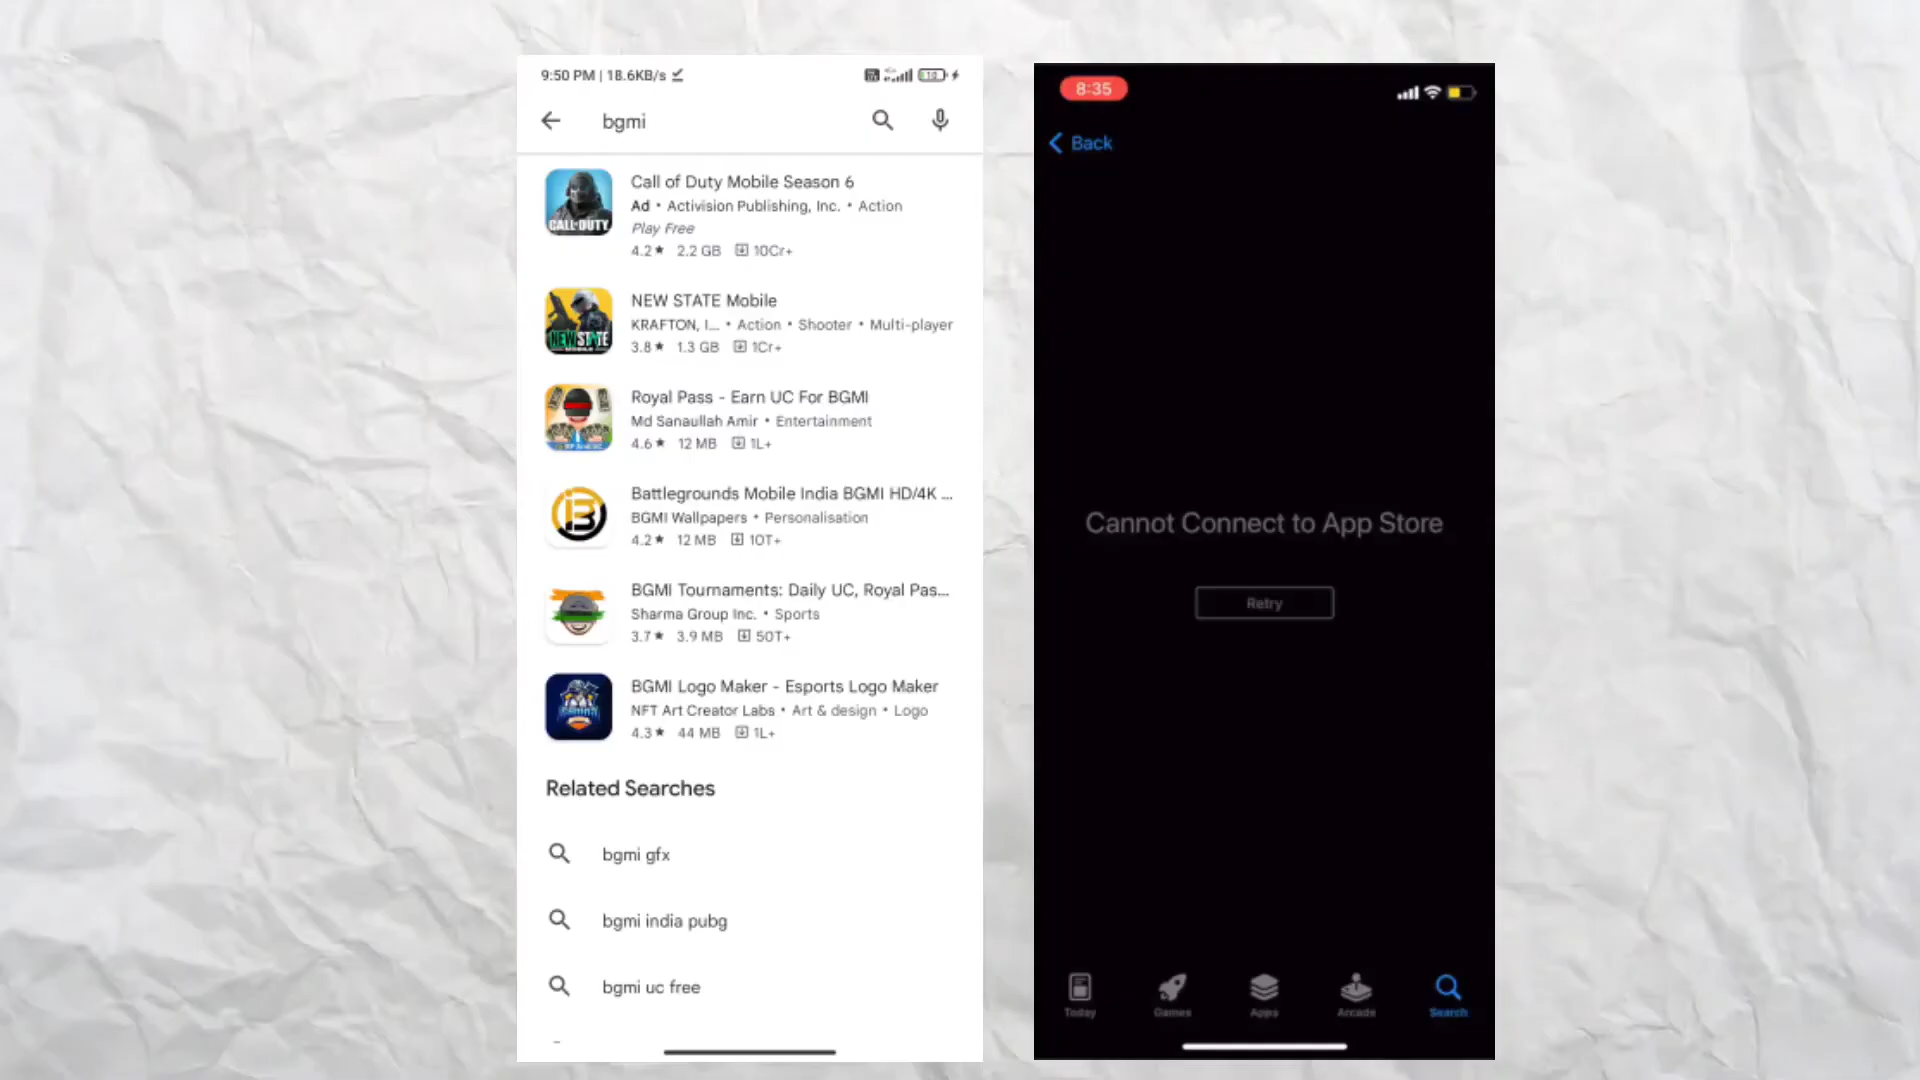 9:50 PM | 18.6KB/s
bgmi
CALL·DUTY
Call of Duty Mobile Season 6
Ad • Activision Publishing, Inc. • Action
Play Free
4.2★ 2.2 GB 10Cr+
NEW STATE
NEW STATE Mobile
KRAFTON, I... • Action • Shooter • Multi-player
3.8★ 1.3 GB 1Cr+
Royal Pass - Earn UC For BGMI
Md Sanaullah Amir • Entertainment
4.6★ 12 MB 1L+
Battlegrounds Mobile India BGMI HD/4K ...
BGMI Wallpapers • Personalisation
4.2★ 12 MB 10T+
BGMI Tournaments: Daily UC, Royal Pas...
Sharma Group Inc. • Sports
3.7★ 3.9 MB 50T+
BGMI Logo Maker - Esports Logo Maker
NFT Art Creator Labs • Art & design • Logo
4.3★ 44 MB 1L+
Related Searches
bgmi gfx
bgmi india pubg
bgmi uc free
8:35
Back
Cannot Connect to App Store
Retry
Today
Games
Apps
Arcade
Search